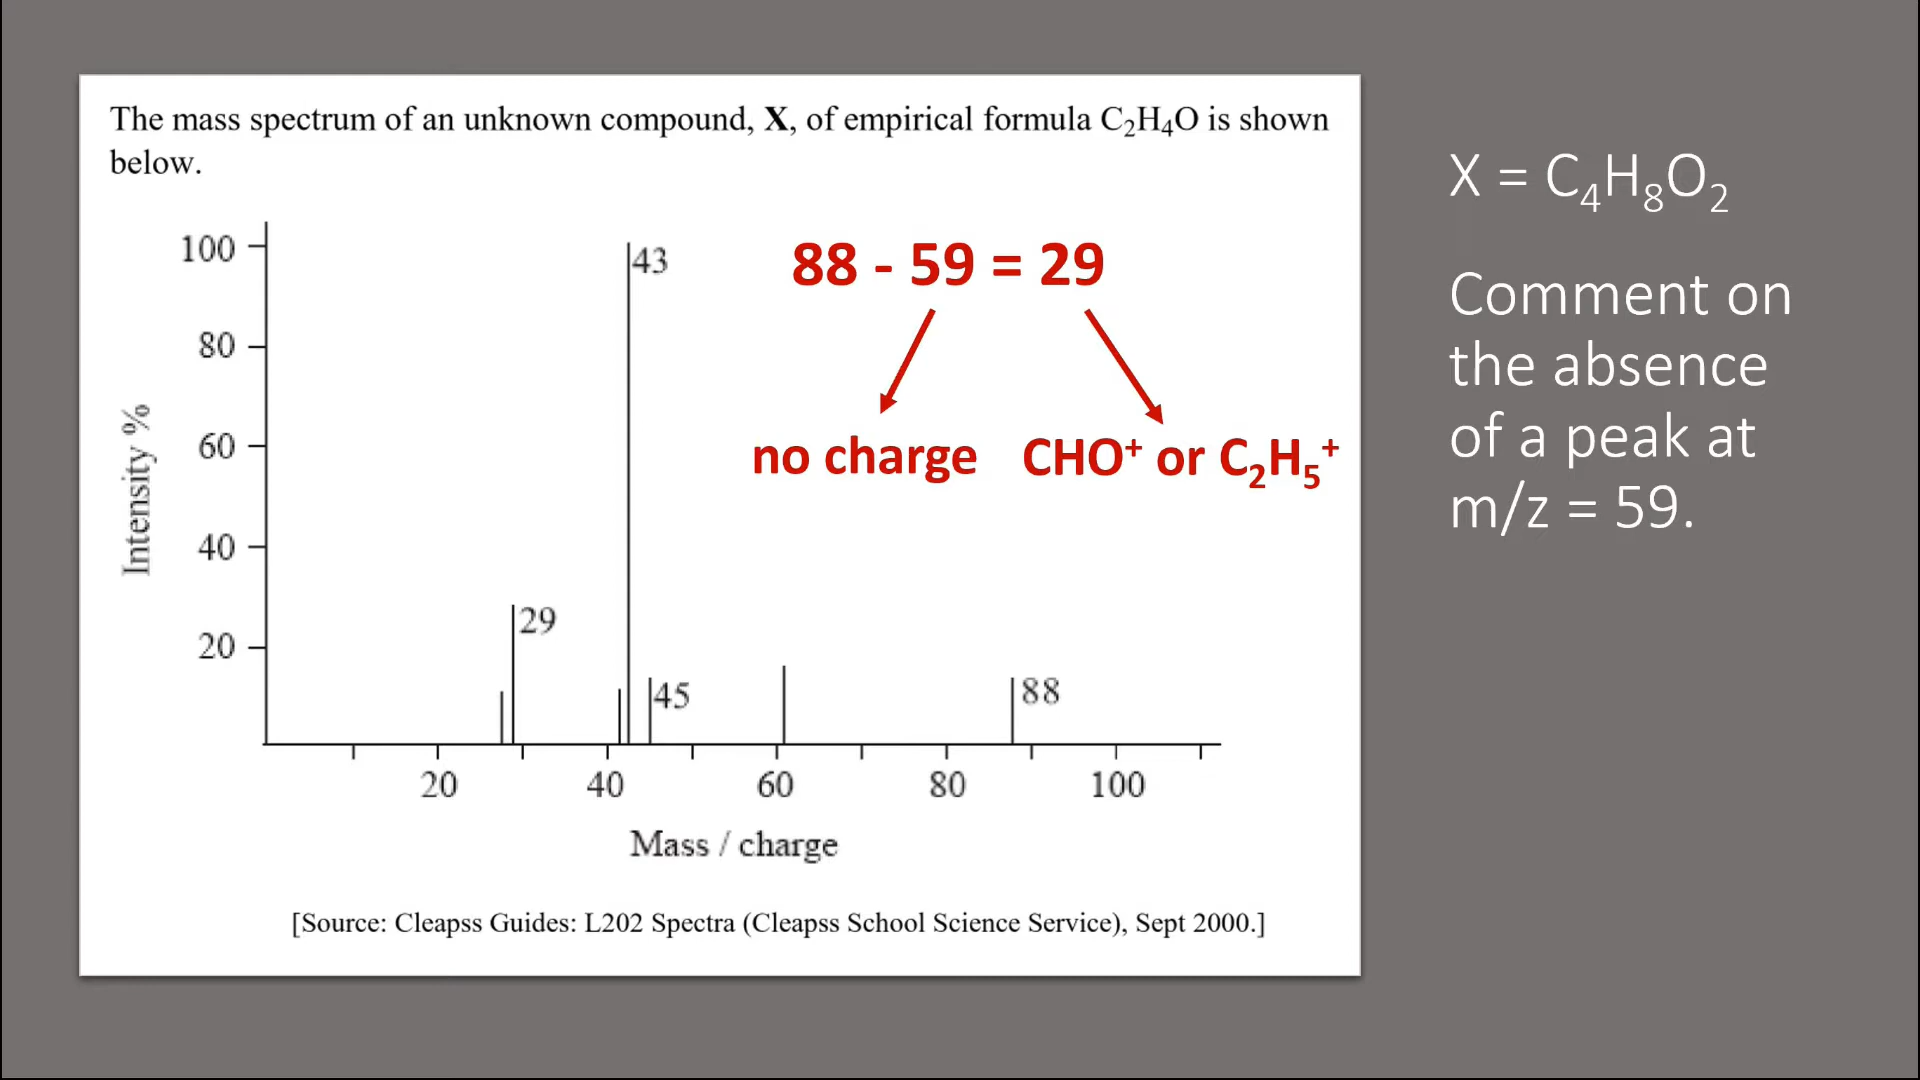 The mass spectrum of an unknown compound, X, of empirical formula C₂H₄O is shown
below.
100
80
60
40
20
Intensity %
43
29
45
88
20 40 60 80 100
Mass / charge
88 - 59 = 29
no charge CHO⁺ or C₂H₅⁺
[Source: Cleapss Guides: L202 Spectra (Cleapss School Science Service), Sept 2000.]
X = C₄H₈O₂
Comment on
the absence
of a peak at
m/z = 59.